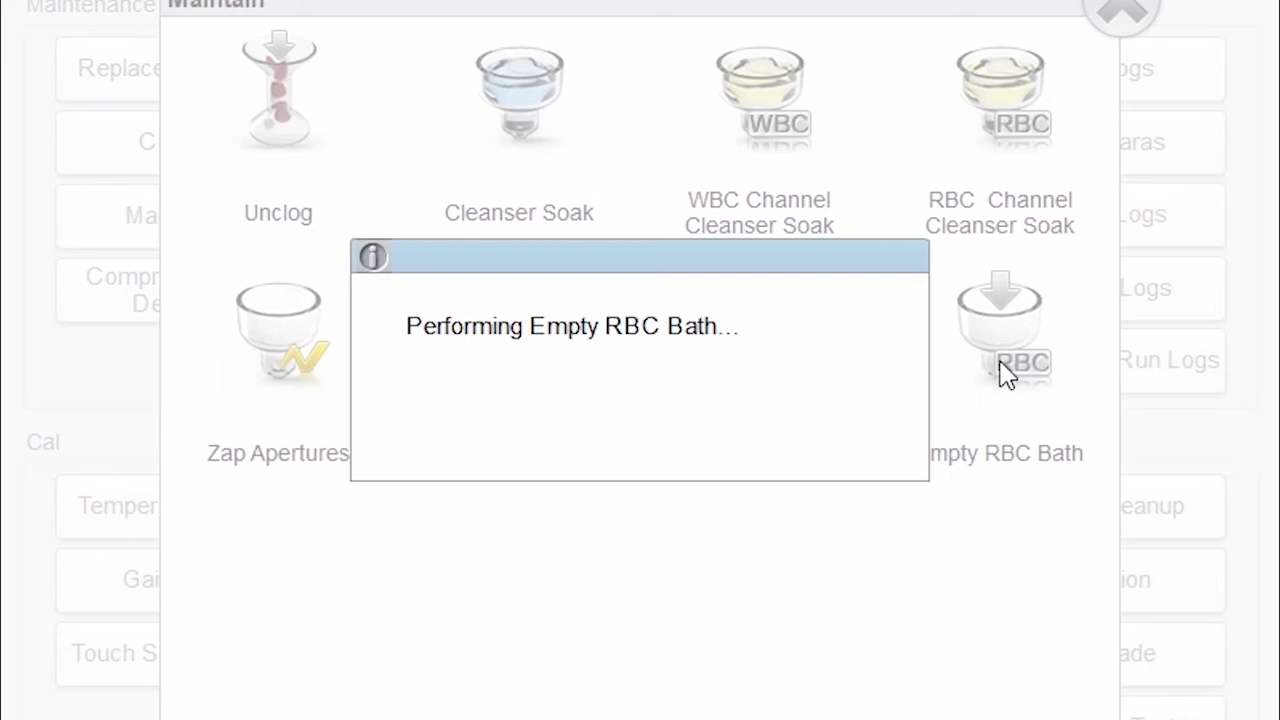 Maintenance
Maintain
Replace
C
Ma
Compr
De
WBC
RBC
Unclog
Cleanser Soak
WBC Channel
Cleanser Soak
RBC Channel
Cleanser Soak
ogs
aras
Logs
Logs
Run Logs
Performing Empty RBC Bath...
RBC
Zap Apertures
mpty RBC Bath
Cal
Temper
Gai
Touch S
eanup
ion
ade